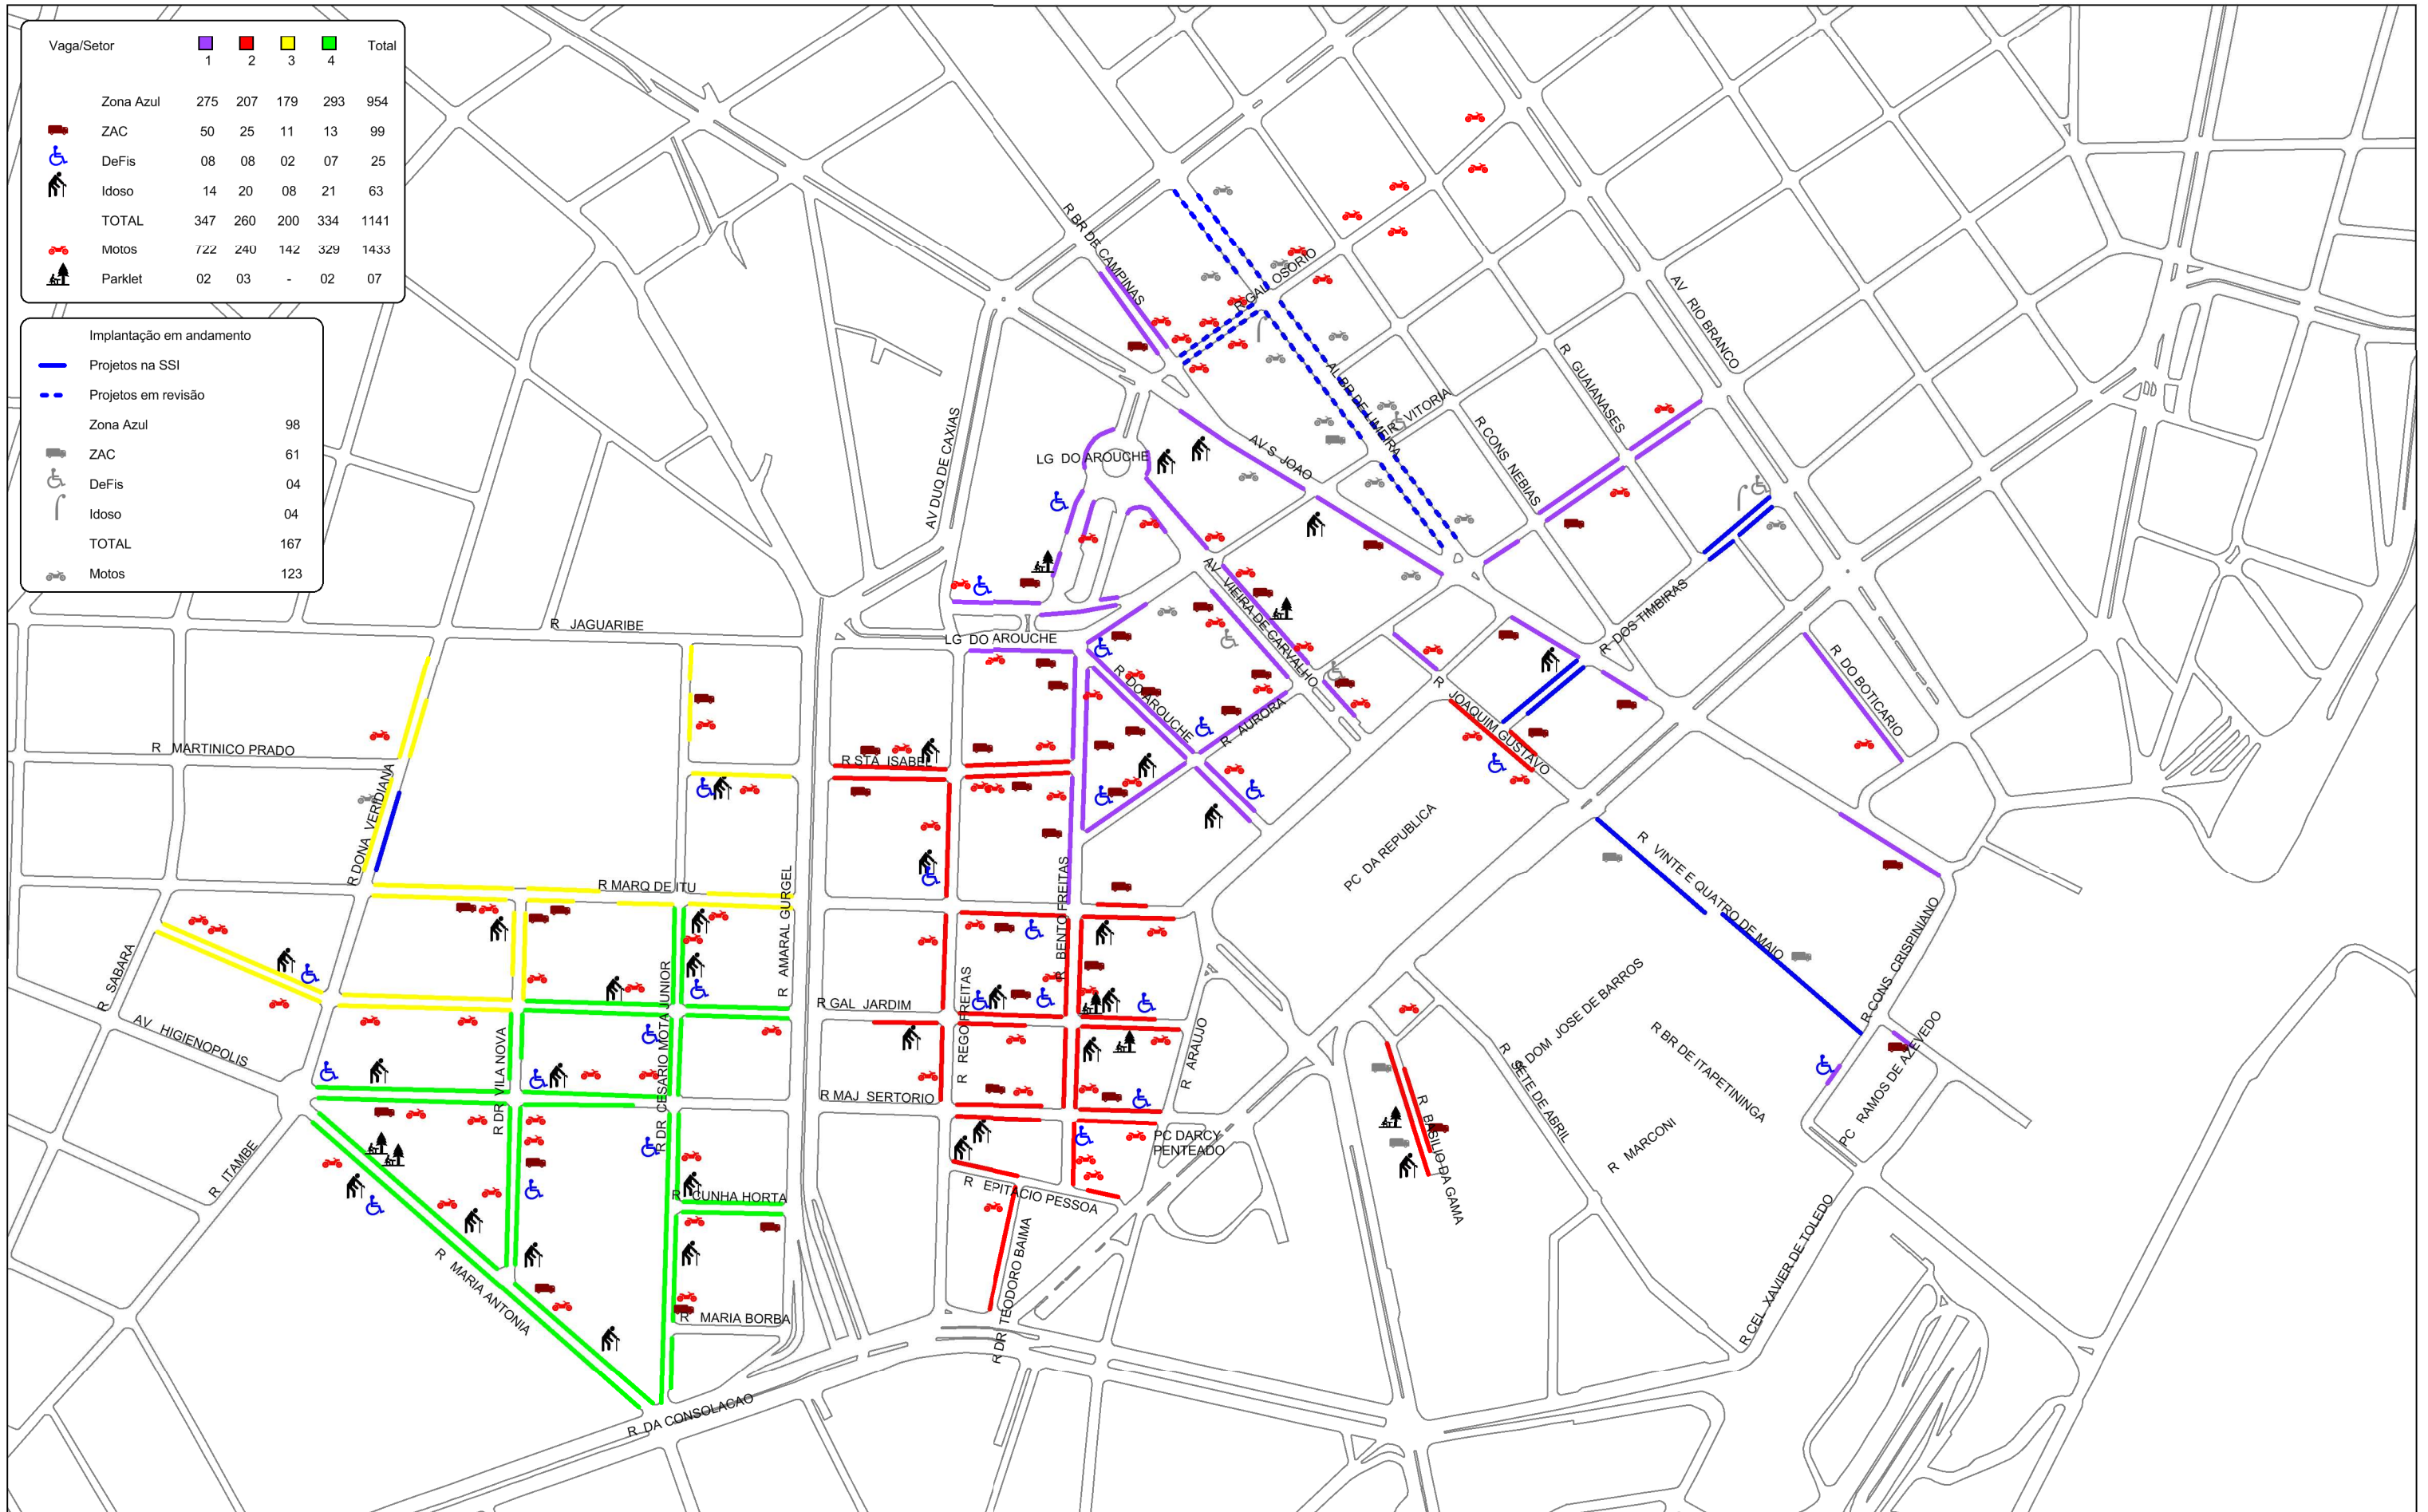 Vaga/Setor 1 2 3 4 Total
Zona Azul 275 207 179 293 954
ZAC 50 25 11 13 99
DeFis 08 08 02 07 25
Idoso 14 20 08 21 63
TOTAL 347 260 200 334 1141
Motos 722 240 142 329 1433
Parklet 02 03 - 02 07
Implantação em andamento
Projetos na SSI
Projetos em revisão
Zona Azul 98
ZAC 61
DeFis 04
Idoso 04
TOTAL 167
Motos 123
R BR DE CAMPINAS
R GAL OSORIO
AV RIO BRANCO
R GUAIANASES
AL BR DE LIMEIRA
R VITORIA
R CONS NEBIAS
AV DUQ DE CAXIAS
LG DO AROUCHE
AV S JOAO
AV VIEIRA DE CARVALHO
R DOS TIMBIRAS
R JAGUARIBE
LG DO AROUCHE
R DO AROUCHE
R AURORA
R JOAQUIM GUSTAVO
R DO BOTICARIO
R MARTINICO PRADO
R STA ISABEL
R DONA VERIDIANA
PC DA REPUBLICA
R VINTE E QUATRO DE MAIO
R MARQ DE ITU
R AMARAL GURGEL
R BENTO FREITAS
R CONS CRISPINIANO
R SABARA
R DR CESARIO MOTA JUNIOR
R GAL JARDIM
R REGO FREITAS
R DOM JOSE DE BARROS
AV HIGIENOPOLIS
R DR VILA NOVA
R ARAUJO
R SETE DE ABRIL
R BR DE ITAPETININGA
PC RAMOS DE AZEVEDO
R MAJ SERTORIO
R BASILIO DA GAMA
R MARCONI
PC DARCY
PENTEADO
R ITAMBE
R CUNHA HORTA
R EPITACIO PESSOA
R MARIA ANTONIA
R DR TEODORO BAIMA
R CEL XAVIER DE TOLEDO
R MARIA BORBA
R DA CONSOLACAO